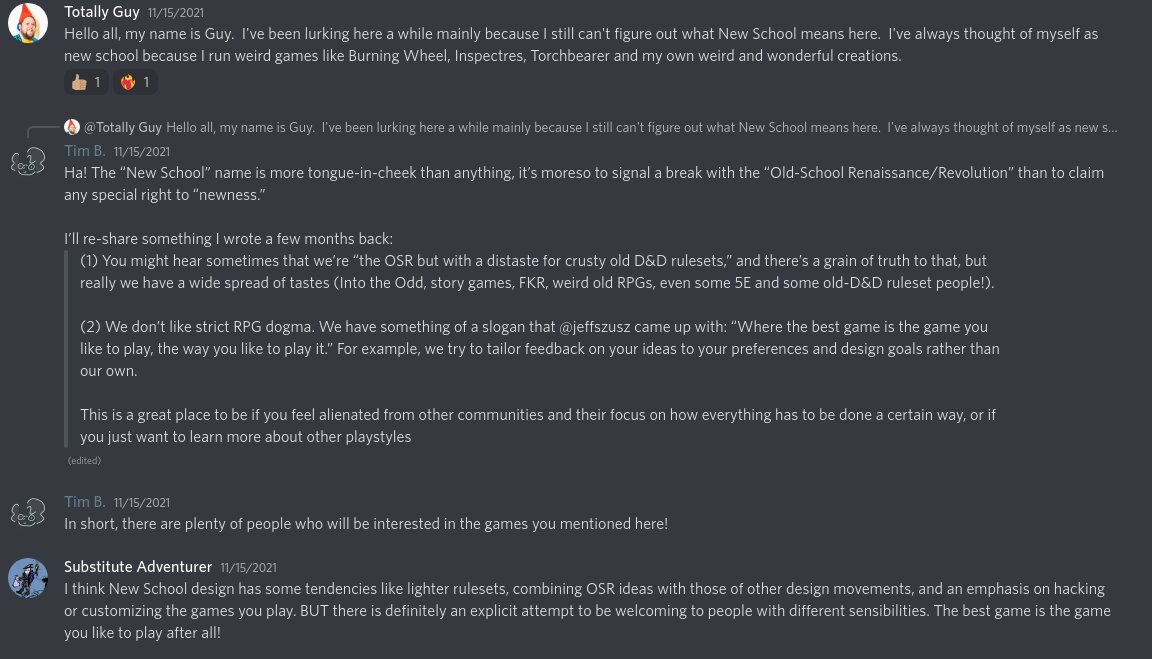 Totally Guy 11/15/2021
Hello all, my name is Guy.  I've been lurking here a while mainly because I still can't figure out what New School means here.  I've always thought of myself as
new school because I run weird games like Burning Wheel, Inspectres, Torchbearer and my own weird and wonderful creations.
1 1
@Totally Guy Hello all, my name is Guy.  I've been lurking here a while mainly because I still can't figure out what New School means here.  I've always thought of myself as new s...
Tim B. 11/15/2021
Ha! The “New School” name is more tongue-in-cheek than anything, it’s moreso to signal a break with the “Old-School Renaissance/Revolution” than to claim
any special right to “newness.”
I’ll re-share something I wrote a few months back:
(1) You might hear sometimes that we’re “the OSR but with a distaste for crusty old D&D rulesets,” and there’s a grain of truth to that, but
really we have a wide spread of tastes (Into the Odd, story games, FKR, weird old RPGs, even some 5E and some old-D&D ruleset people!).
(2) We don’t like strict RPG dogma. We have something of a slogan that @jeffszusz came up with: “Where the best game is the game you
like to play, the way you like to play it.” For example, we try to tailor feedback on your ideas to your preferences and design goals rather than
our own.
This is a great place to be if you feel alienated from other communities and their focus on how everything has to be done a certain way, or if
you just want to learn more about other playstyles
(edited)
Tim B. 11/15/2021
In short, there are plenty of people who will be interested in the games you mentioned here!
Substitute Adventurer 11/15/2021
I think New School design has some tendencies like lighter rulesets, combining OSR ideas with those of other design movements, and an emphasis on hacking
or customizing the games you play. BUT there is definitely an explicit attempt to be welcoming to people with different sensibilities. The best game is the game
you like to play after all!